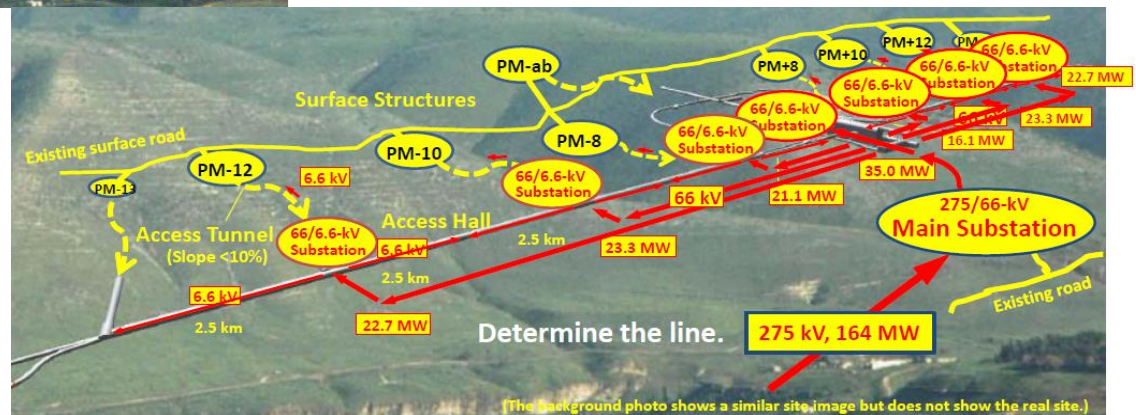 PM+12
PM+10
PM+8
PM-ab
66/6.6-kV
Substation
66/6.6-kV
Substation
66/6.6-kV
Substation
66/6.6-kV
Substation
66/6.6-kV
Substation
22.7 MW
23.3 MW
16.1 MW
Surface Structures
Existing surface road
PM-10
PM-8
PM-12
PM-13
6.6 kV
66/6.6-kV
Substation
66 kV
21.1 MW
35.0 MW
275/66-kV
Main Substation
Access Tunnel
(Slope <10%)
66/6.6-kV
Substation
Access Hall
6.6 kV
2.5 km
23.3 MW
2.5 km
6.6 kV
2.5 km
22.7 MW
Existing road
Determine the line.
275 kV, 164 MW
(The background photo shows a similar site image but does not show the real site.)